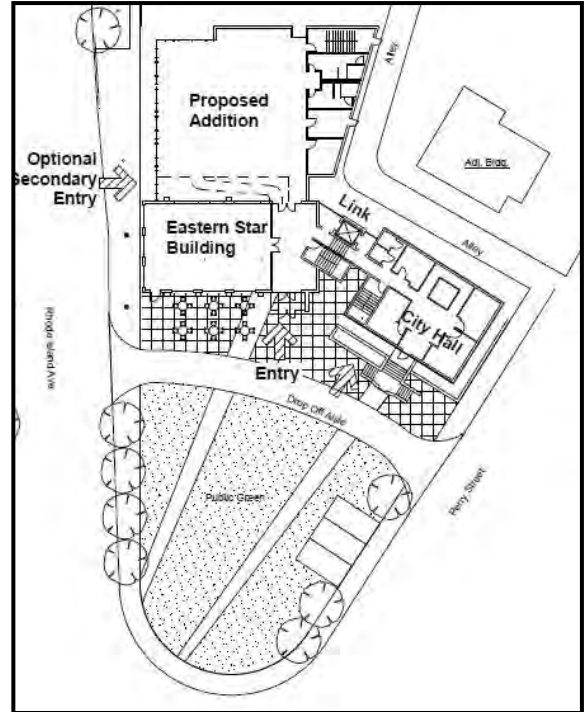 Alley
Proposed
Addition
Adj. Bldg.
Optional
Secondary
Entry
Link
Eastern Star
Building
Alley
City Hall
Rhode Island Ave
Entry
Drop Off Aisle
Perry Street
Public Green